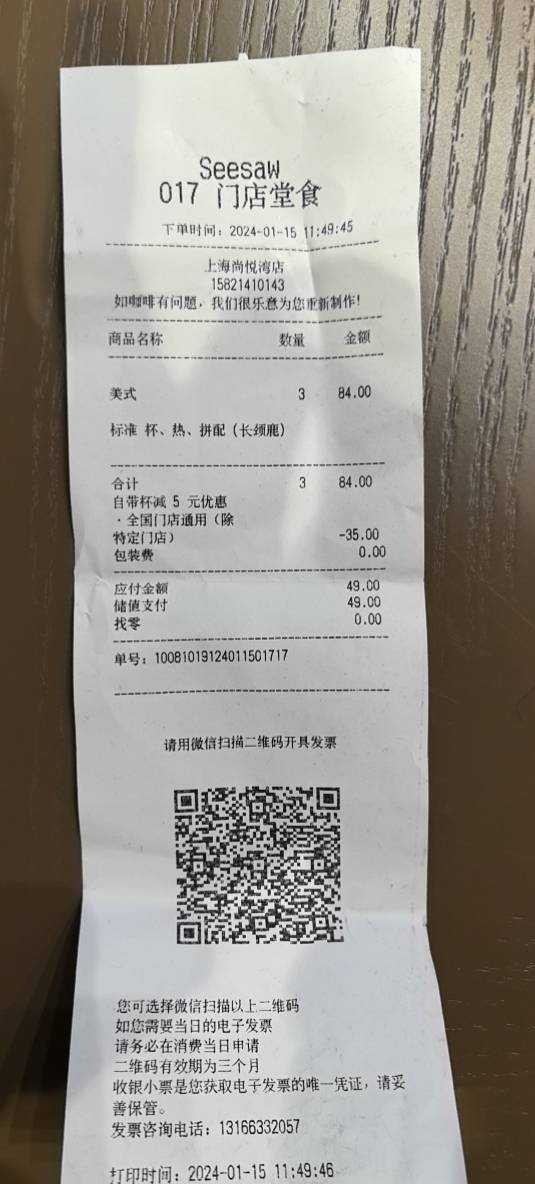 Seesaw
017 门店堂食
下单时间：2024-01-15 11:49:45
上海尚悦湾店
15821410143
如咖啡有问题，我们很乐意为您重新制作！
商品名称 数量 金额
美式 3 84.00
标准 杯、热、拼配（长颈鹿）
合计 3 84.00
自带杯减 5 元优惠
·全国门店通用（除
特定门店） -35.00
包装费 0.00
应付金额 49.00
储值支付 49.00
找零 0.00
单号：10081019124011501717
请用微信扫描二维码开具发票
您可选择微信扫描以上二维码
如您需要当日的电子发票
请务必在消费当日申请
二维码有效期为三个月
收银小票是您获取电子发票的唯一凭证，请妥
善保管。
发票咨询电话：13166332057
打印时间：2024-01-15 11:49:46